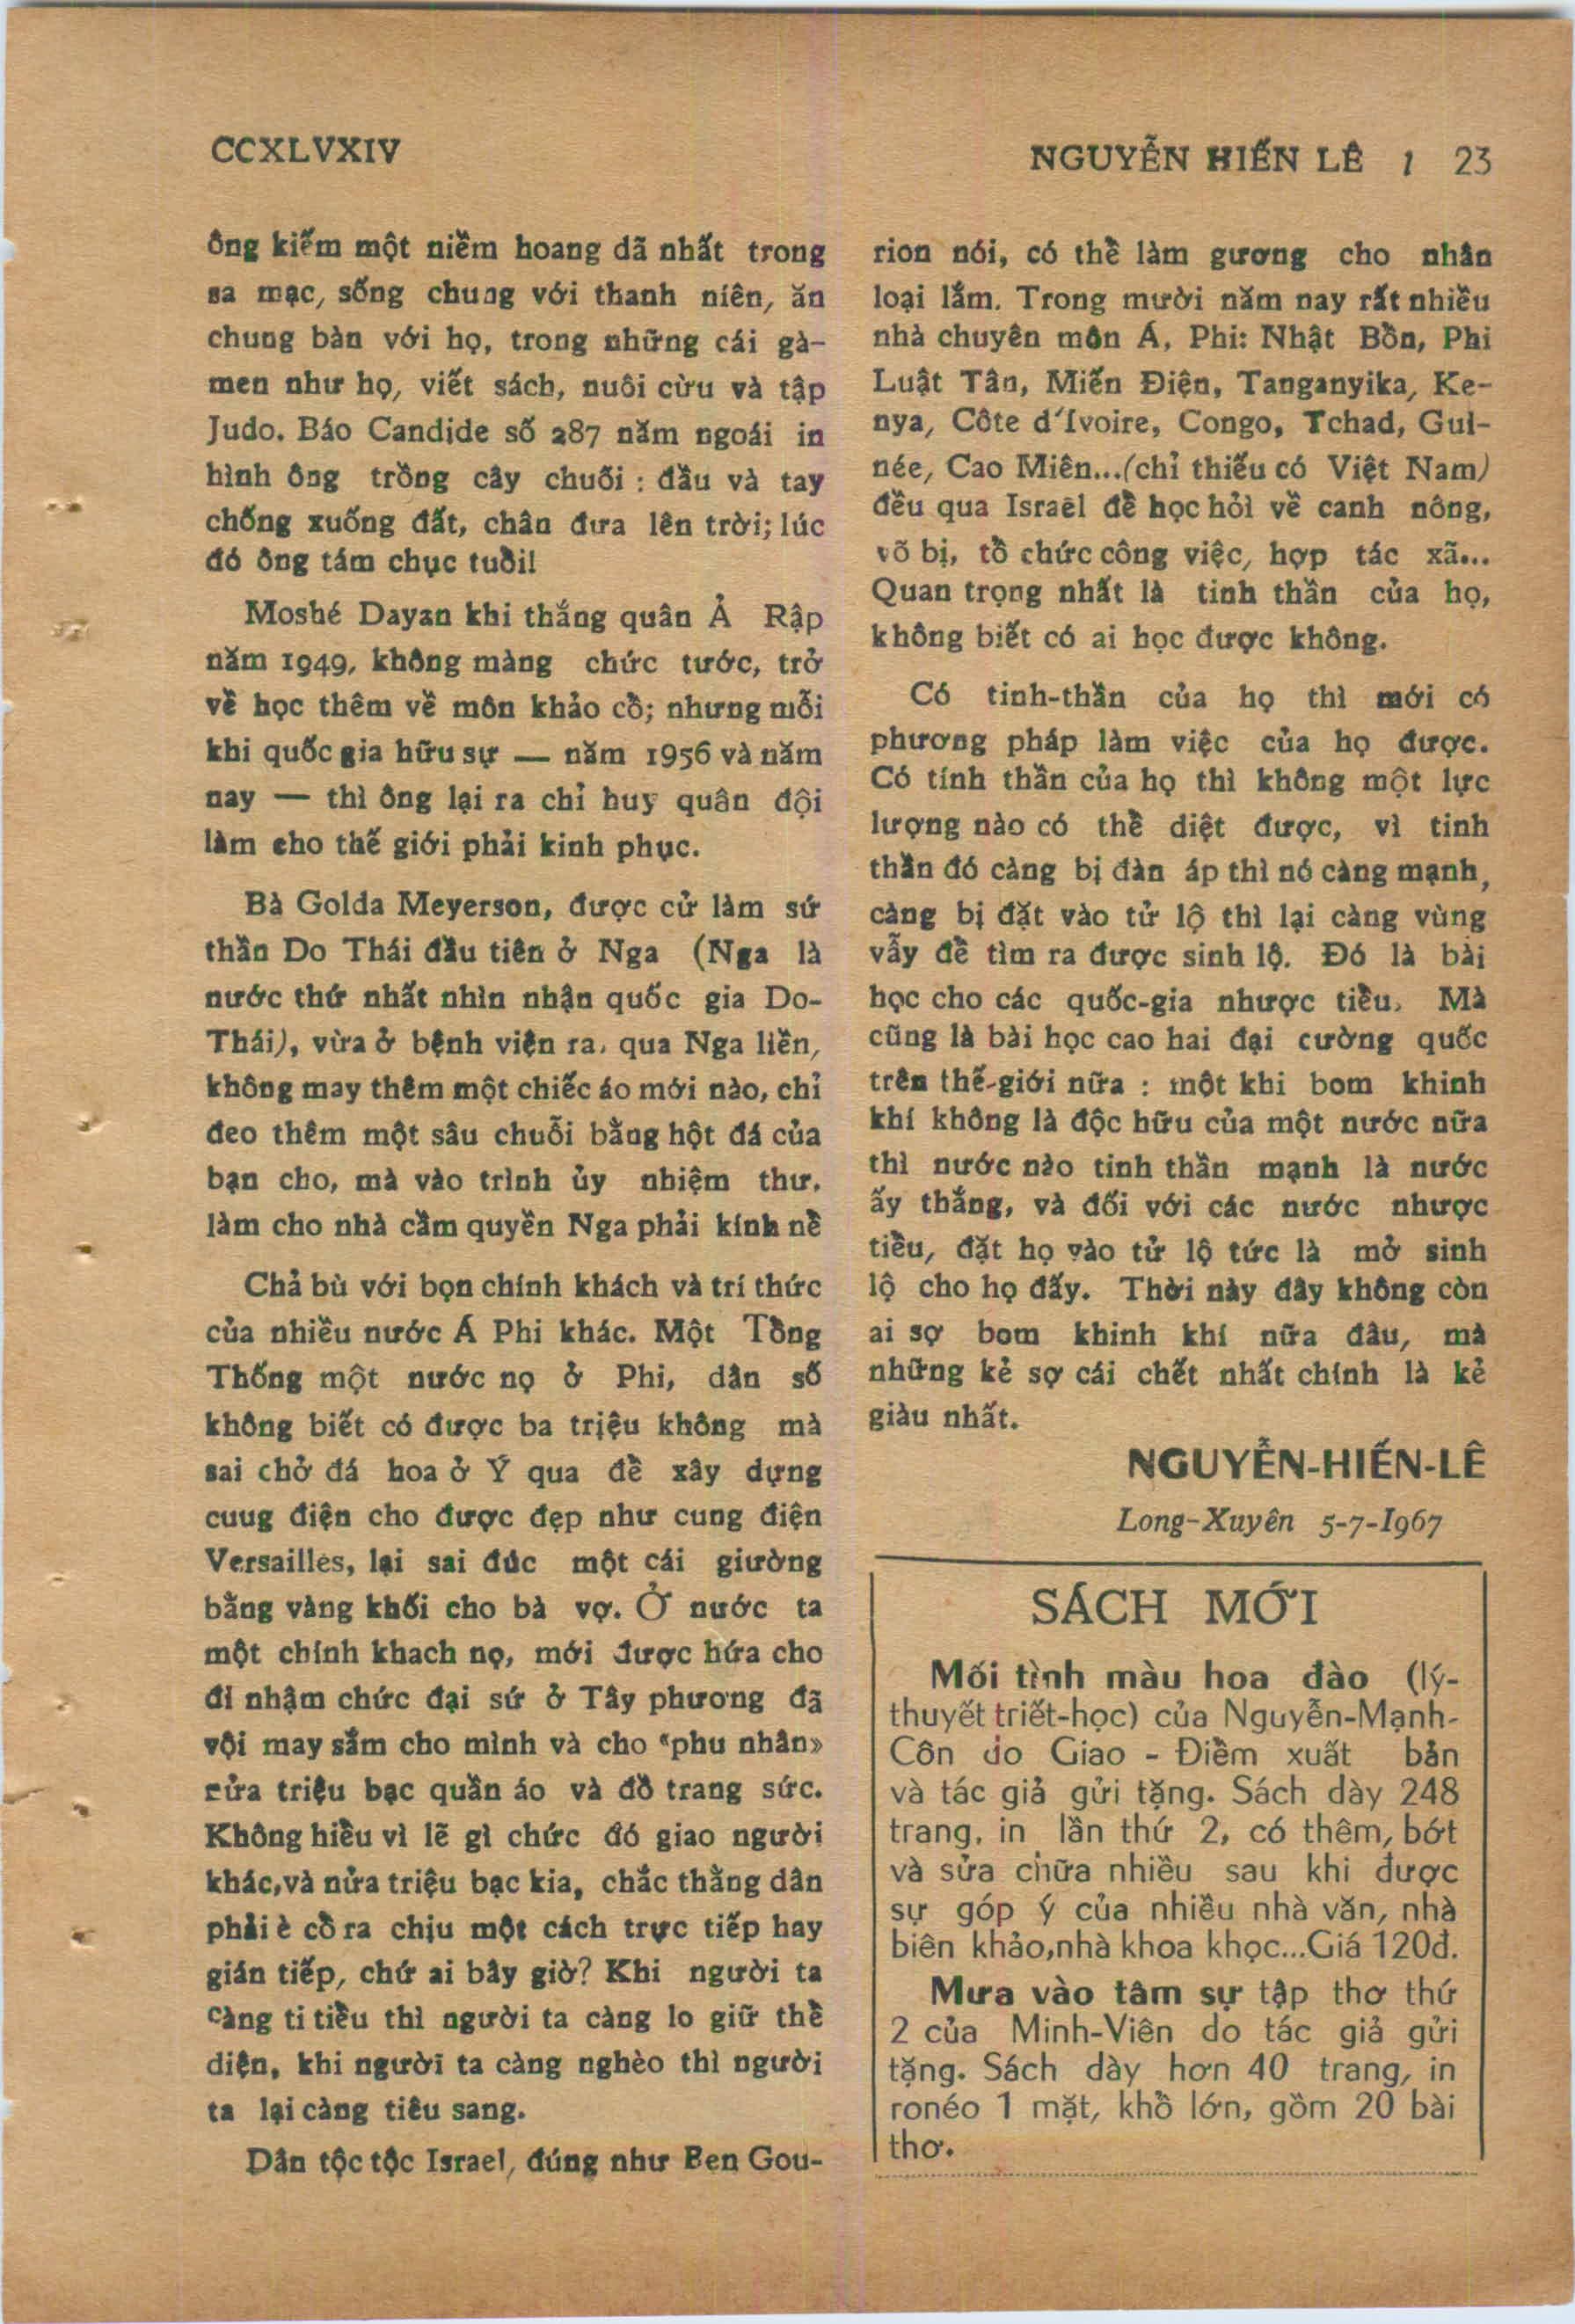 CCXLVXIV
NGUYỄN HIẾN LÊ 1 23
ông kiếm một niềm hoang dã nhất trong
sa mạc, sống chung với thanh niên, ăn
chung bàn với họ, trong những cái gà-
men như họ, viết sách, nuôi cừu và tập
Judo. Báo Candide số 287 năm ngoái in
hình ông trồng cây chuối : đầu và tay
chống xuống đất, chân đưa lên trời; lúc
đó ông tám chục tuổi!
Moshé Dayan khi thắng quân Ả Rập
năm 1949, không màng chức tước, trở
về học thêm về môn khảo cổ; nhưng mỗi
khi quốc gia hữu sự — năm 1956 và năm
nay — thì ông lại ra chỉ huy quân đội
làm cho thế giới phải kinh phục.
Bà Golda Meyerson, được cử làm sứ
thần Do Thái đầu tiên ở Nga (Nga là
nước thứ nhất nhìn nhận quốc gia Do-
Thái), vừa ở bệnh viện ra, qua Nga liền,
không may thêm một chiếc áo mới nào, chỉ
đeo thêm một sâu chuỗi bằng hột đá của
bạn cho, mà vào trình ủy nhiệm thư,
làm cho nhà cầm quyền Nga phải kính nể
Chả bù với bọn chính khách và trí thức
của nhiều nước Á Phi khác. Một Tổng
Thống một nước nọ ở Phi, dân số
không biết có được ba triệu không mà
sai chở đá hoa ở Ý qua để xây dựng
cuug điện cho được đẹp như cung điện
Versailles, lại sai đúc một cái giường
bằng vàng khối cho bà vợ. Ở nước ta
một chính khach nọ, mới được hứa cho
đi nhậm chức đại sứ ở Tây phương đã
vội may sắm cho mình và cho “phu nhân»
rửa triệu bạc quần áo và đồ trang sức.
Không hiểu vì lẽ gì chức đó giao người
khác,và nửa triệu bạc kia, chắc thằng dân
phải è cổ ra chịu một cách trực tiếp hay
gián tiếp, chứ ai bây giờ? Khi người ta
càng ti tiểu thì người ta càng lo giữ thể
diện, khi người ta càng nghèo thì người
ta lại càng tiêu sang.
Dân tộc tộc Israel, đúng như Ben Gou-
rion nói, có thể làm gương cho nhân
loại lắm. Trong mười năm nay rất nhiều
nhà chuyên môn Á, Phi: Nhật Bổn, Phi
Luật Tân, Miến Điện, Tanganyika, Ke-
nya, Côte d'Ivoire, Congo, Tchad, Gui-
née, Cao Miên...(chỉ thiếu có Việt Nam)
đều qua Israël để học hỏi về canh nông,
võ bị, tổ chức công việc, hợp tác xã...
Quan trọng nhất là tinh thần của họ,
không biết có ai học được không.
Có tinh-thần của họ thì mới có
phương pháp làm việc của họ được.
Có tính thần của họ thì không một lực
lượng nào có thể diệt được, vì tinh
thần đó càng bị đàn áp thì nó càng mạnh,
càng bị đặt vào tử lộ thì lại càng vùng
vẫy để tìm ra được sinh lộ. Đó là bài
học cho các quốc-gia nhược tiểu, Mà
cũng là bài học cao hai đại cường quốc
trên thế-giới nữa : một khi bom khinh
khí không là độc hữu của một nước nữa
thì nước nào tinh thần mạnh là nước
ấy thắng, và đối với các nước nhược
tiểu, đặt họ vào tử lộ tức là mở sinh
lộ cho họ đấy. Thời này đây không còn
ai sợ bom khinh khí nữa đâu, mà
những kẻ sợ cái chết nhất chính là kẻ
giàu nhất.
NGUYỄN-HIẾN-LÊ
Long-Xuyên 5-7-1967
SÁCH MỚI
Mối tình màu hoa đào (lý-
thuyết triết-học) của Nguyễn-Mạnh-
Côn do Giao - Điểm xuất bản
và tác giả gửi tặng. Sách dày 248
trang, in lần thứ 2, có thêm, bớt
và sửa chữa nhiều sau khi được
sự góp ý của nhiều nhà văn, nhà
biên khảo,nhà khoa khọc...Giá 120đ.
Mưa vào tâm sự tập thơ thứ
2 của Minh-Viên do tác giả gửi
tặng. Sách dày hơn 40 trang, in
ronéo 1 mặt, khổ lớn, gồm 20 bài
thơ.